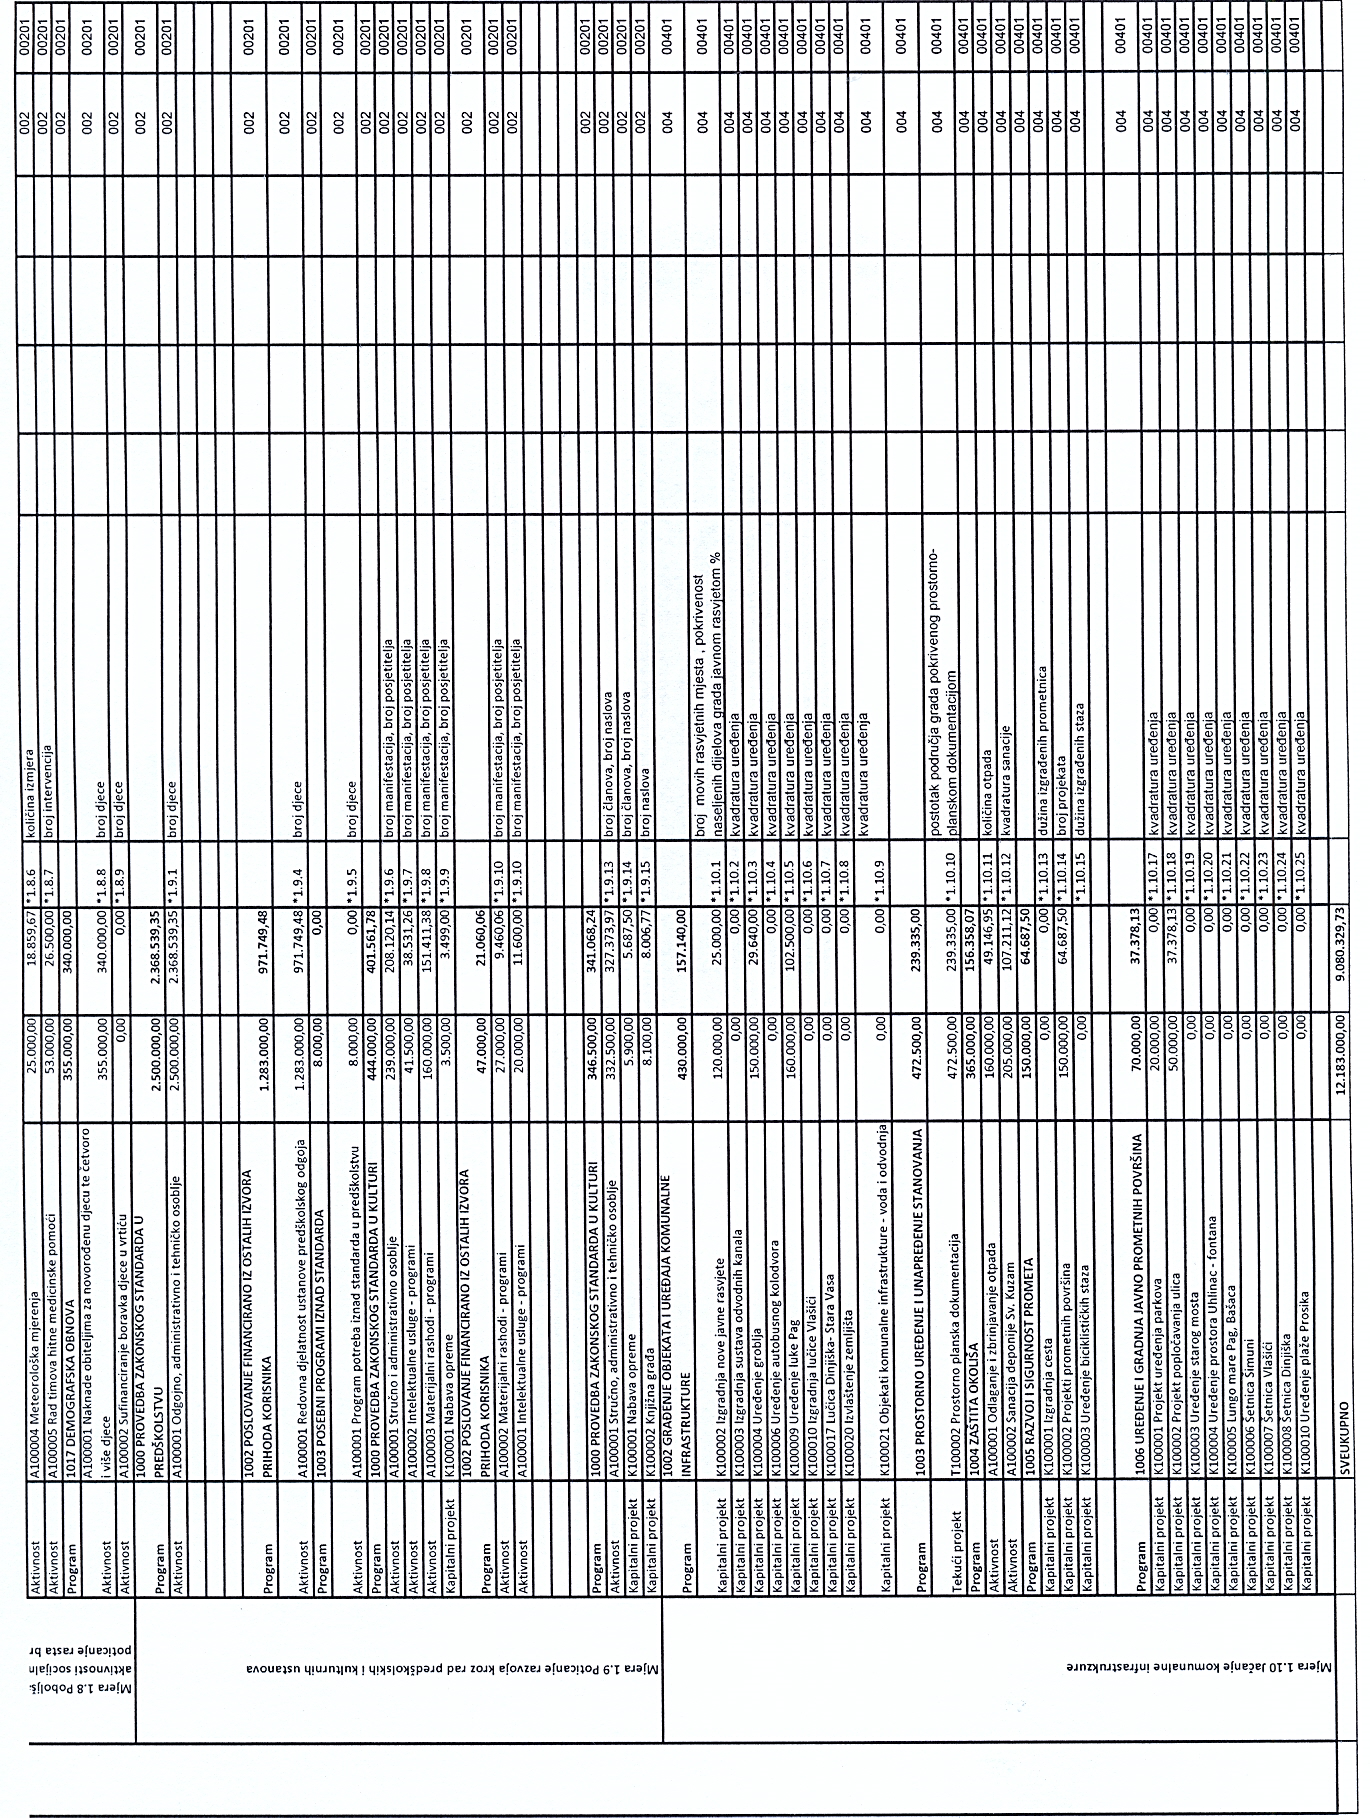 Mjera 1.8 Poboljš.
aktivnosti socijaln
poticanje rasta br
Aktivnost A100004 Meteorološka mjerenja 25.000,00 18.859,67 *1.8.6 količina izmjera 002 00201
Aktivnost A100005 Rad timova hitne medicinske pomoći 53.000,00 26.500,00 *1.8.7 broj intervencija 002 00201
Program 1017 DEMOGRAFSKA OBNOVA 355.000,00 340.000,00 002 00201
A100001 Naknade obiteljima za novorođenu djecu te četvoro
Aktivnost i više djece 355.000,00 340.000,00 *1.8.8 broj djece 002 00201
Aktivnost A100002 Sufinanciranje boravka djece u vrtiću 0,00 0,00 *1.8.9 broj djece 002 00201
Mjera 1.9 Poticanje razvoja kroz rad predškolskih i kulturnih ustanova
1000 PROVEDBA ZAKONSKOG STANDARDA U
Program PREDŠKOLSTVU 2.500.000,00 2.368.539,35 002 00201
Aktivnost A100001 Odgojno, administrativno i tehničko osoblje 2.500.000,00 2.368.539,35 *1.9.1 broj djece 002 00201
1002 POSLOVANJE FINANCIRANO IZ OSTALIH IZVORA
Program PRIHODA KORISNIKA 1.283.000,00 971.749,48 002 00201
Aktivnost A100001 Redovna djelatnost ustanove predškolskog odgoja 1.283.000,00 971.749,48 *1.9.4 broj djece 002 00201
Program 1003 POSEBNI PROGRAMI IZNAD STANDARDA 8.000,00 0,00 002 00201
Aktivnost A100001 Program potreba iznad standarda u predškolstvu 8.000,00 0,00 *1.9.5 broj djece 002 00201
Program 1000 PROVEDBA ZAKONSKOG STANDARDA U KULTURI 444.000,00 401.561,78 002 00201
Aktivnost A100001 Stručno i administrativno osoblje 239.000,00 208.120,14 *1.9.6 broj manifestacija, broj posjetitelja 002 00201
Aktivnost A100002 Intelektualne usluge - programi 41.500,00 38.531,26 *1.9.7 broj manifestacija, broj posjetitelja 002 00201
Aktivnost A100003 Materijalni rashodi - programi 160.000,00 151.411,38 *1.9.8 broj manifestacija, broj posjetitelja 002 00201
Kapitalni projekt K100001 Nabava opreme 3.500,00 3.499,00 *1.9.9 broj manifestacija, broj posjetitelja 002 00201
1002 POSLOVANJE FINANCIRANO IZ OSTALIH IZVORA
Program PRIHODA KORISNIKA 47.000,00 21.060,06 002 00201
Aktivnost A100002 Materijalni rashodi - programi 27.000,00 9.460,06 *1.9.10 broj manifestacija, broj posjetitelja 002 00201
Aktivnost A100001 Intelektualne usluge - programi 20.000,00 11.600,00 *1.9.10 broj manifestacija, broj posjetitelja 002 00201
Program 1000 PROVEDBA ZAKONSKOG STANDARDA U KULTURI 346.500,00 341.068,24 002 00201
Aktivnost A100001 Stručno, administrativno i tehničko osoblje 332.500,00 327.373,97 *1.9.13 broj članova, broj naslova 002 00201
Kapitalni projekt K100001 Nabava opreme 5.900,00 5.687,50 *1.9.14 broj članova, broj naslova 002 00201
Kapitalni projekt K100002 Knjižna građa 8.100,00 8.006,77 *1.9.15 broj naslova 002 00201
Mjera 1.10 Jačanje komunalne infrastrukzure
1002 GRAĐENJE OBJEKATA I UREĐAJA KOMUNALNE
Program INFRASTRUKTURE 430.000,00 157.140,00 004 00401
broj movih rasvjetnih mjesta , pokrivenost
Kapitalni projekt K100002 Izgradnja nove javne rasvjete 120.000,00 25.000,00 *1.10.1 naseljenih dijelova grada javnom rasvjetom % 004 00401
Kapitalni projekt K100003 Izgradnja sustava odvodnih kanala 0,00 0,00 *1.10.2 kvadratura uređenja 004 00401
Kapitalni projekt K100004 Uređenje groblja 150.000,00 29.640,00 *1.10.3 kvadratura uređenja 004 00401
Kapitalni projekt K100006 Uređenje autobusnog kolodvora 0,00 0,00 *1.10.4 kvadratura uređenja 004 00401
Kapitalni projekt K100009 Uređenje luke Pag 160.000,00 102.500,00 *1.10.5 kvadratura uređenja 004 00401
Kapitalni projekt K100010 Izgradnja lučice Vlašići 0,00 0,00 *1.10.6 kvadratura uređenja 004 00401
Kapitalni projekt K100017 Lučica Dinjiška- Stara Vasa 0,00 0,00 *1.10.7 kvadratura uređenja 004 00401
Kapitalni projekt K100020 Izvlaštenje zemljišta 0,00 0,00 *1.10.8 kvadratura uređenja 004 00401
Kapitalni projekt K100021 Objekati komunalne infrastrukture - voda i odvodnja 0,00 0,00 *1.10.9 kvadratura uređenja 004 00401
Program 1003 PROSTORNO UREĐENJE I UNAPREĐENJE STANOVANJA 472.500,00 239.335,00 004 00401
postotak područja grada pokrivenog prostorno-
Tekući projekt T100002 Prostorno planska dokumentacija 472.500,00 239.335,00 *1.10.10 planskom dokumentacijom 004 00401
Program 1004 ZAŠTITA OKOLIŠA 365.000,00 156.358,07 004 00401
Aktivnost A100001 Odlaganje i zbrinjavanje otpada 160.000,00 49.146,95 *1.10.11 količina otpada 004 00401
Aktivnost A100002 Sanacija deponije Sv. Kuzam 205.000,00 107.211,12 *1.10.12 kvadratura sanacije 004 00401
Program 1005 RAZVOJ I SIGURNOST PROMETA 150.000,00 64.687,50 004 00401
Kapitalni projekt K100001 Izgradnja cesta 0,00 0,00 *1.10.13 dužina izgrađenih prometnica 004 00401
Kapitalni projekt K100002 Projekti prometnih površina 150.000,00 64.687,50 *1.10.14 broj projekata 004 00401
Kapitalni projekt K100003 Uređenje biciklističkih staza 0,00 0,00 *1.10.15 dužina izgrađenih staza 004 00401
Program 1006 UREĐENJE I GRADNJA JAVNO PROMETNIH POVRŠINA 70.000,00 37.378,13 004 00401
Kapitalni projekt K100001 Projekt uređenja parkova 20.000,00 0,00 *1.10.17 kvadratura uređenja 004 00401
Kapitalni projekt K100002 Projekt popločavanja ulica 50.000,00 37.378,13 *1.10.18 kvadratura uređenja 004 00401
Kapitalni projekt K100003 Uređenje starog mosta 0,00 0,00 *1.10.19 kvadratura uređenja 004 00401
Kapitalni projekt K100004 Uređenje prostora Uhlinac - fontana 0,00 0,00 *1.10.20 kvadratura uređenja 004 00401
Kapitalni projekt K100005 Lungo mare Pag, Bašaca 0,00 0,00 *1.10.21 kvadratura uređenja 004 00401
Kapitalni projekt K100006 Šetnica Šimuni 0,00 0,00 *1.10.22 kvadratura uređenja 004 00401
Kapitalni projekt K100007 Šetnica Vlašići 0,00 0,00 *1.10.23 kvadratura uređenja 004 00401
Kapitalni projekt K100008 Šetnica Dinjiška 0,00 0,00 *1.10.24 kvadratura uređenja 004 00401
Kapitalni projekt K100010 Uređenje plaže Prosika 0,00 0,00 *1.10.25 kvadratura uređenja 004 00401
SVEUKUPNO 12.183.000,00 9.080.329,73